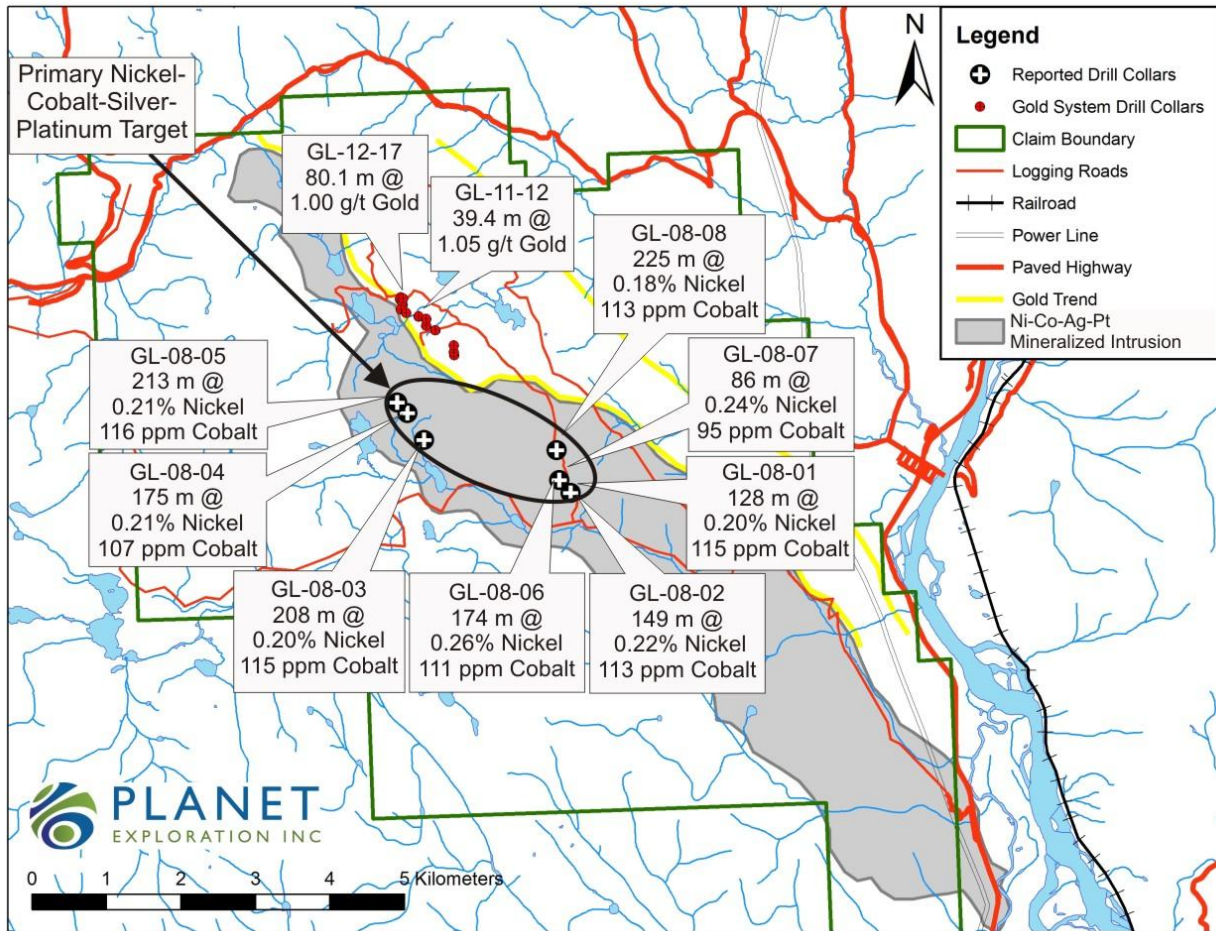 Primary Nickel-
Cobalt-Silver-
Platinum Target
N
Legend
Reported Drill Collars
Gold System Drill Collars
Claim Boundary
Logging Roads
Railroad
Power Line
Paved Highway
Gold Trend
Ni-Co-Ag-Pt
Mineralized Intrusion
GL-12-17
80.1 m @
1.00 g/t Gold
GL-11-12
39.4 m @
1.05 g/t Gold
GL-08-08
225 m @
0.18% Nickel
113 ppm Cobalt
GL-08-05
213 m @
0.21% Nickel
116 ppm Cobalt
GL-08-07
86 m @
0.24% Nickel
95 ppm Cobalt
GL-08-04
175 m @
0.21% Nickel
107 ppm Cobalt
GL-08-01
128 m @
0.20% Nickel
115 ppm Cobalt
GL-08-03
208 m @
0.20% Nickel
115 ppm Cobalt
GL-08-06
174 m @
0.26% Nickel
111 ppm Cobalt
GL-08-02
149 m @
0.22% Nickel
113 ppm Cobalt
PLANET
EXPLORATION INC
0 1 2 3 4 5 Kilometers